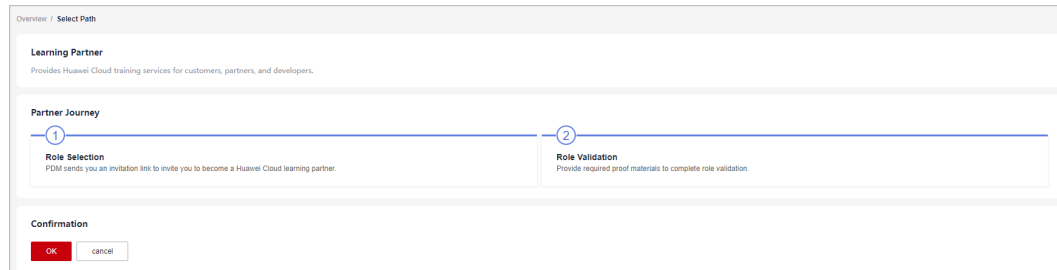 Overview / Select Path
Learning Partner
Provides Huawei Cloud training services for customers, partners, and developers.
Partner Journey
1
2
Role Selection
PDM sends you an invitation link to invite you to become a Huawei Cloud learning partner.
Role Validation
Provide required proof materials to complete role validation.
Confirmation
OK
cancel